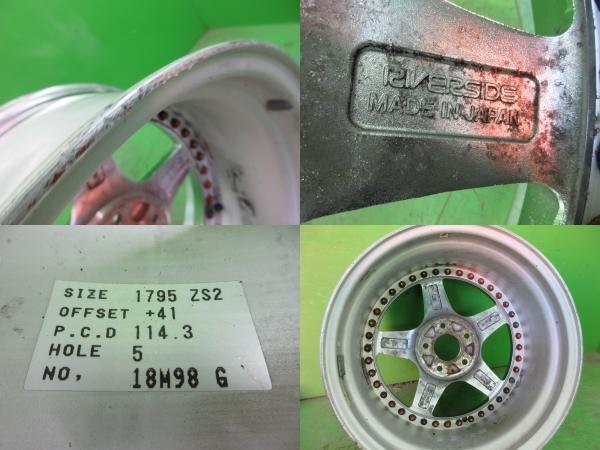 RIVERSIDE
MADE IN JAPAN
SIZE 1795 ZS2
OFFSET +41
P.C.D 114.3
HOLE 5
NO, 18M98 G